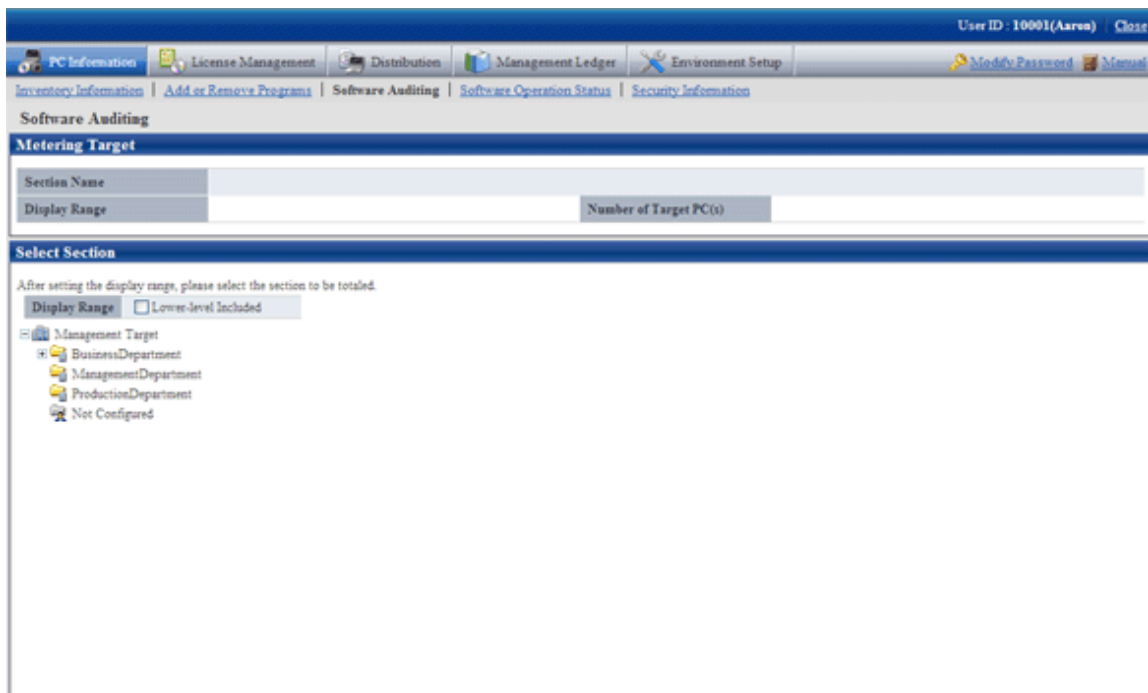 User ID : 10001(Aaron) Close
PC Information License Management Distribution Management Ledger Environment Setup Modify Password Manual
Inventory Information | Add or Remove Programs | Software Auditing | Software Operation Status | Security Information
Software Auditing
Metering Target
Section Name
Display Range Number of Target PC(s)
Select Section
After setting the display range, please select the section to be totaled.
Display Range Lower-level Included
Management Target
BusinessDepartment
ManagementDepartment
ProductionDepartment
Not Configured